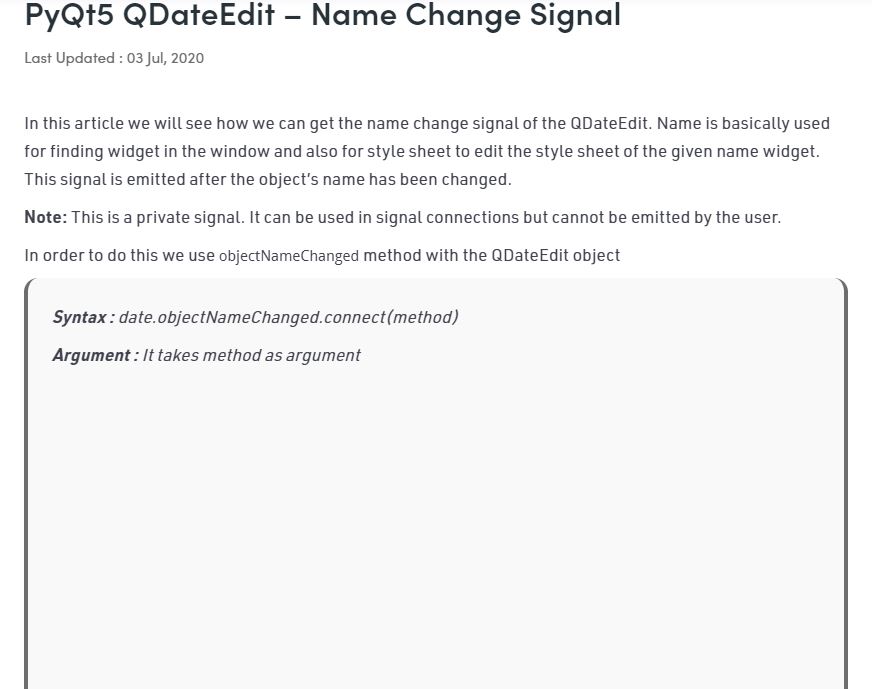 PyQt5 QDateEdit – Name Change Signal
Last Updated : 03 Jul, 2020
In this article we will see how we can get the name change signal of the QDateEdit. Name is basically used
for finding widget in the window and also for style sheet to edit the style sheet of the given name widget.
This signal is emitted after the object’s name has been changed.
Note: This is a private signal. It can be used in signal connections but cannot be emitted by the user.
In order to do this we use objectNameChanged method with the QDateEdit object
Syntax : date.objectNameChanged.connect(method)
Argument : It takes method as argument